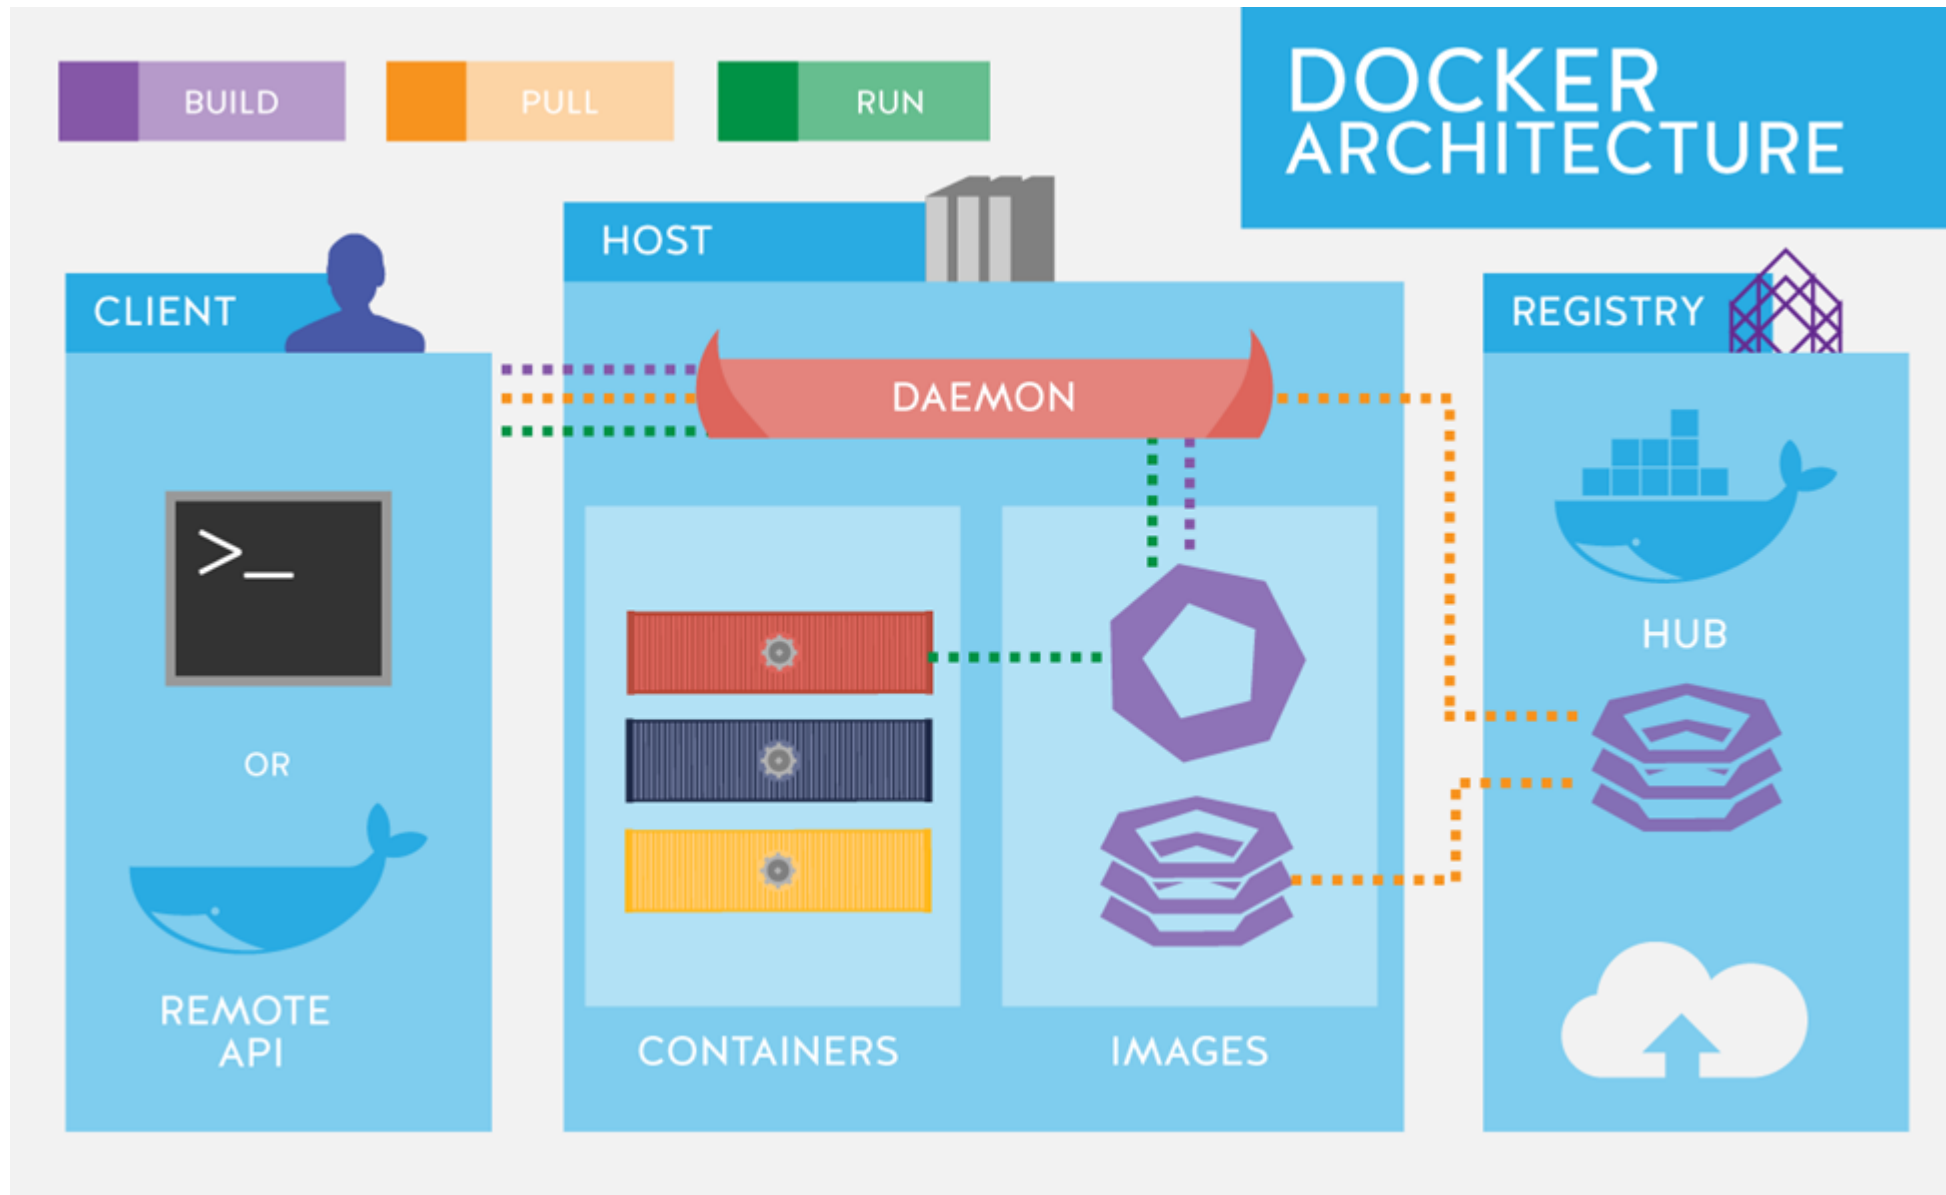 BUILD
PULL
RUN
DOCKER
ARCHITECTURE
CLIENT
>_
OR
REMOTE
API
HOST
DAEMON
CONTAINERS
IMAGES
REGISTRY
HUB